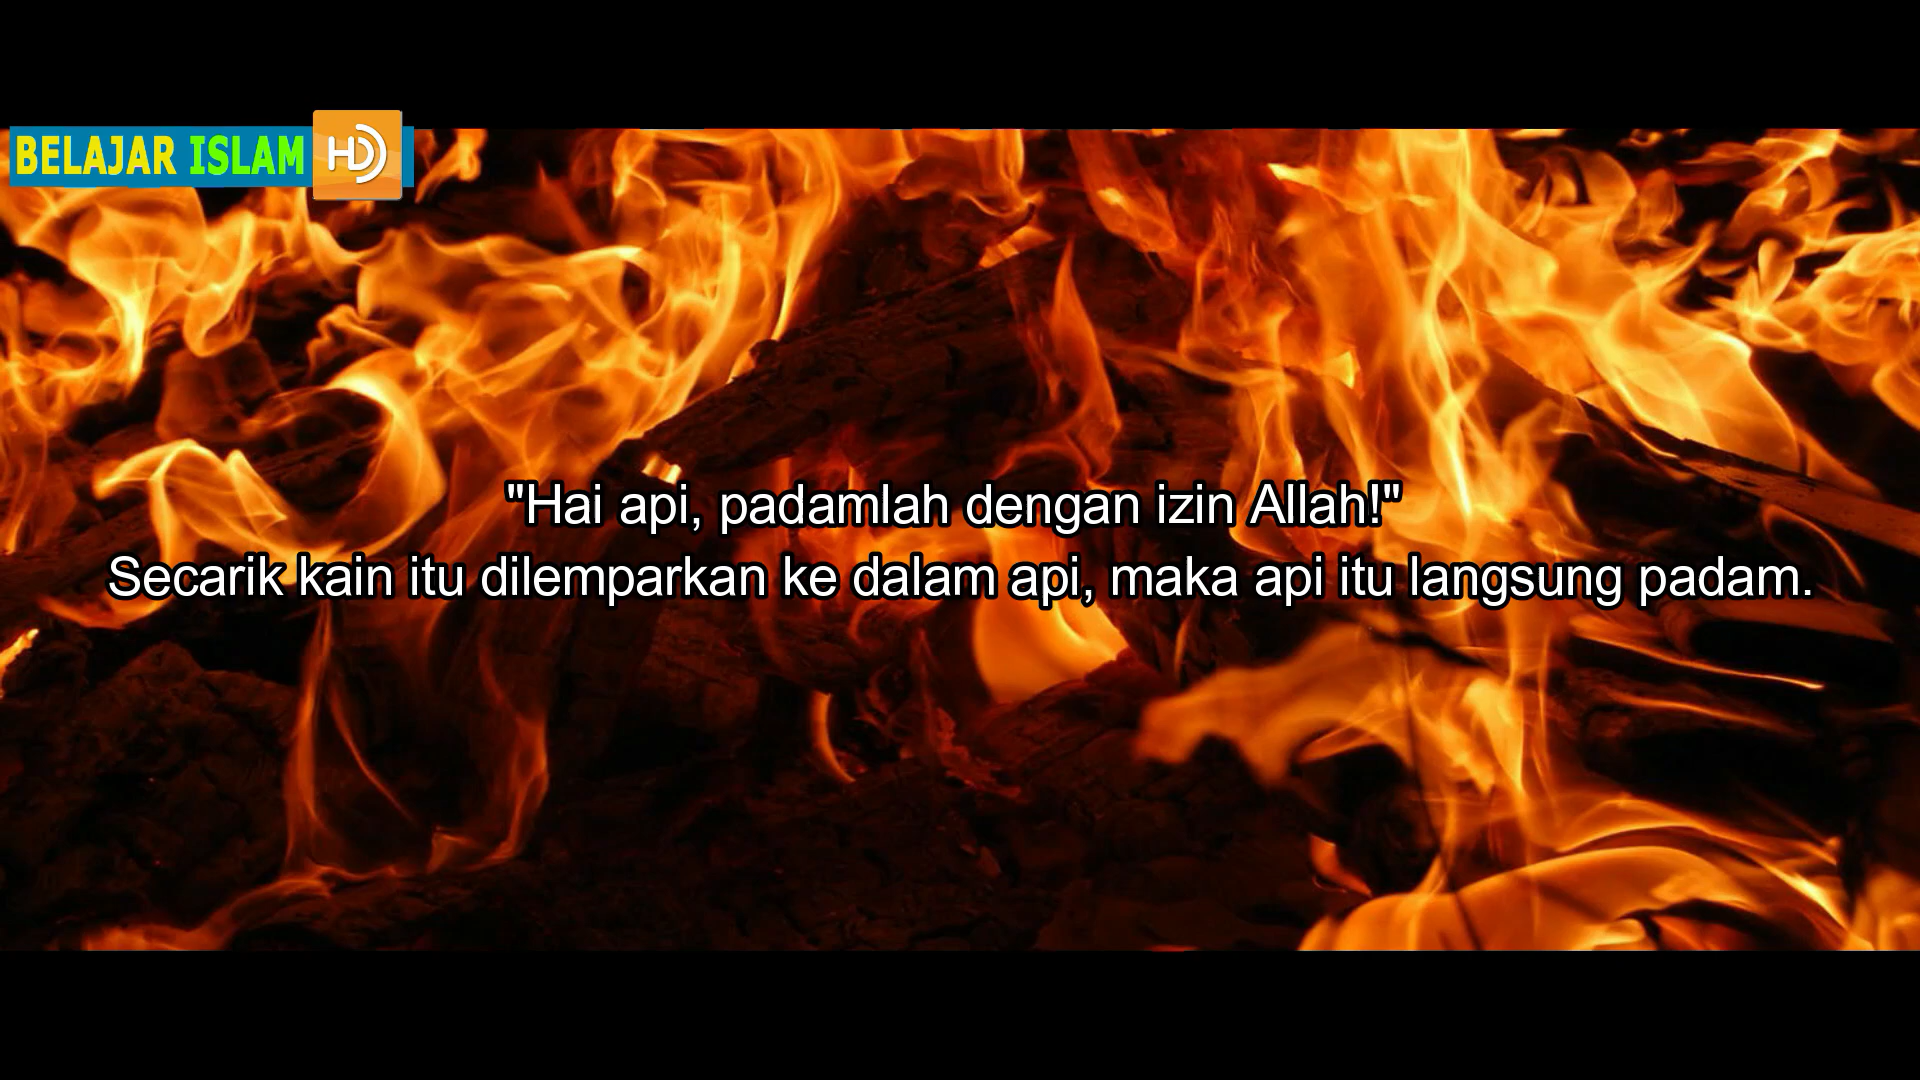 BELAJAR ISLAM HD
"Hai api, padamlah dengan izin Allah!"
Secarik kain itu dilemparkan ke dalam api, maka api itu langsung padam.